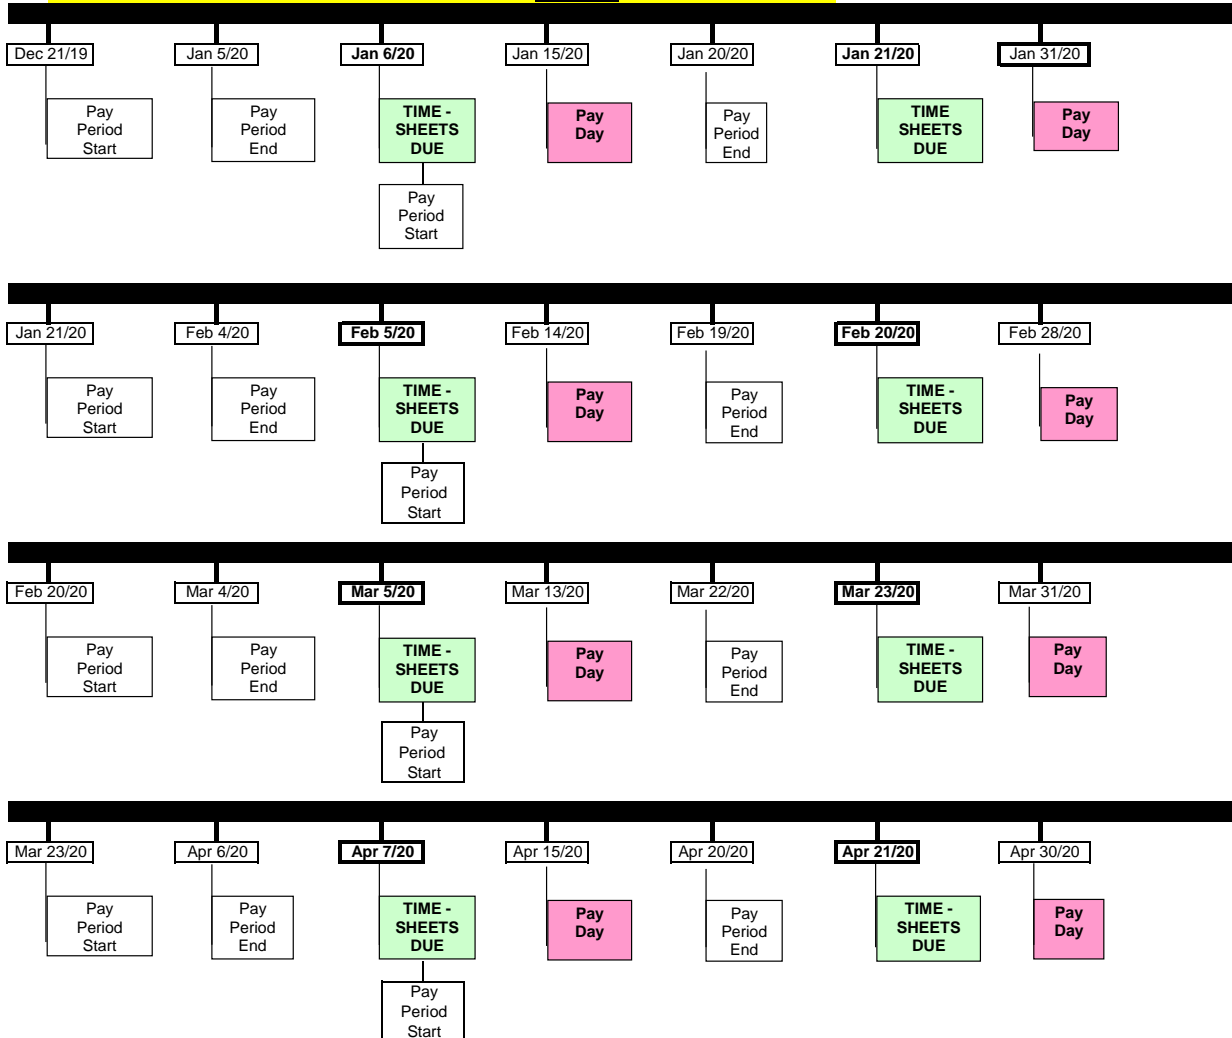 Dec 21/19
Jan 5/20
Jan 6/20
Jan 15/20
Jan 20/20
Jan 21/20
Jan 31/20
Pay
Period
Start
Pay
Period
End
TIME -
SHEETS
DUE
Pay
Day
Pay
Period
End
TIME
SHEETS
DUE
Pay
Day
Pay
Period
Start
Jan 21/20
Feb 4/20
Feb 5/20
Feb 14/20
Feb 19/20
Feb 20/20
Feb 28/20
Pay
Period
Start
Pay
Period
End
TIME -
SHEETS
DUE
Pay
Day
Pay
Period
End
TIME -
SHEETS
DUE
Pay
Day
Pay
Period
Start
Feb 20/20
Mar 4/20
Mar 5/20
Mar 13/20
Mar 22/20
Mar 23/20
Mar 31/20
Pay
Period
Start
Pay
Period
End
TIME -
SHEETS
DUE
Pay
Day
Pay
Period
End
TIME -
SHEETS
DUE
Pay
Day
Pay
Period
Start
Mar 23/20
Apr 6/20
Apr 7/20
Apr 15/20
Apr 20/20
Apr 21/20
Apr 30/20
Pay
Period
Start
Pay
Period
End
TIME -
SHEETS
DUE
Pay
Day
Pay
Period
End
TIME -
SHEETS
DUE
Pay
Day
Pay
Period
Start